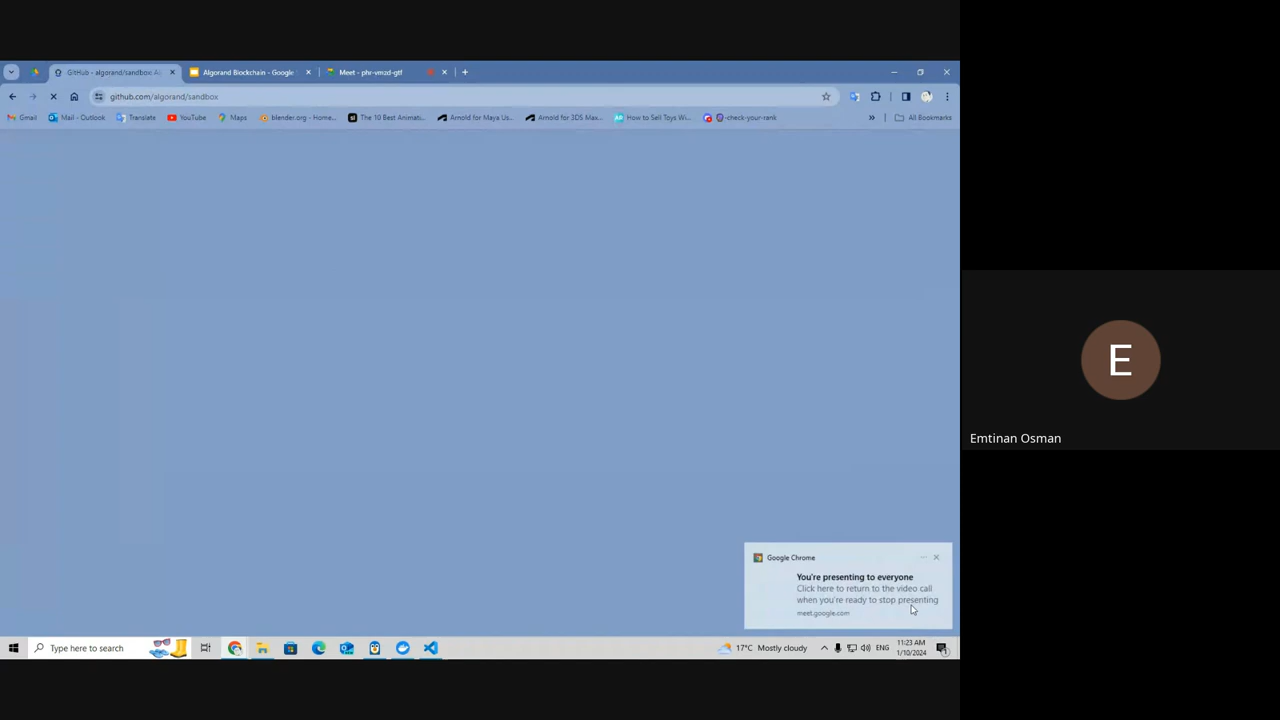 GitHub - algorand/sandbox: Al
Algorand Blockchain - Google
Meet - phr-vmzd-gtf
github.com/algorand/sandbox
Gmail
Mail - Outlook
Translate
YouTube
Maps
blender.org - Home...
The 10 Best Animati...
Arnold for Maya Us...
Arnold for 3DS Max...
How to Sell Toys Wi...
-check-your-rank
All Bookmarks
E
Emtinan Osman
Google Chrome
You're presenting to everyone
Click here to return to the video call
when you're ready to stop presenting
meet.google.com
Type here to search
17°C Mostly cloudy
ENG
11:23 AM
1/10/2024